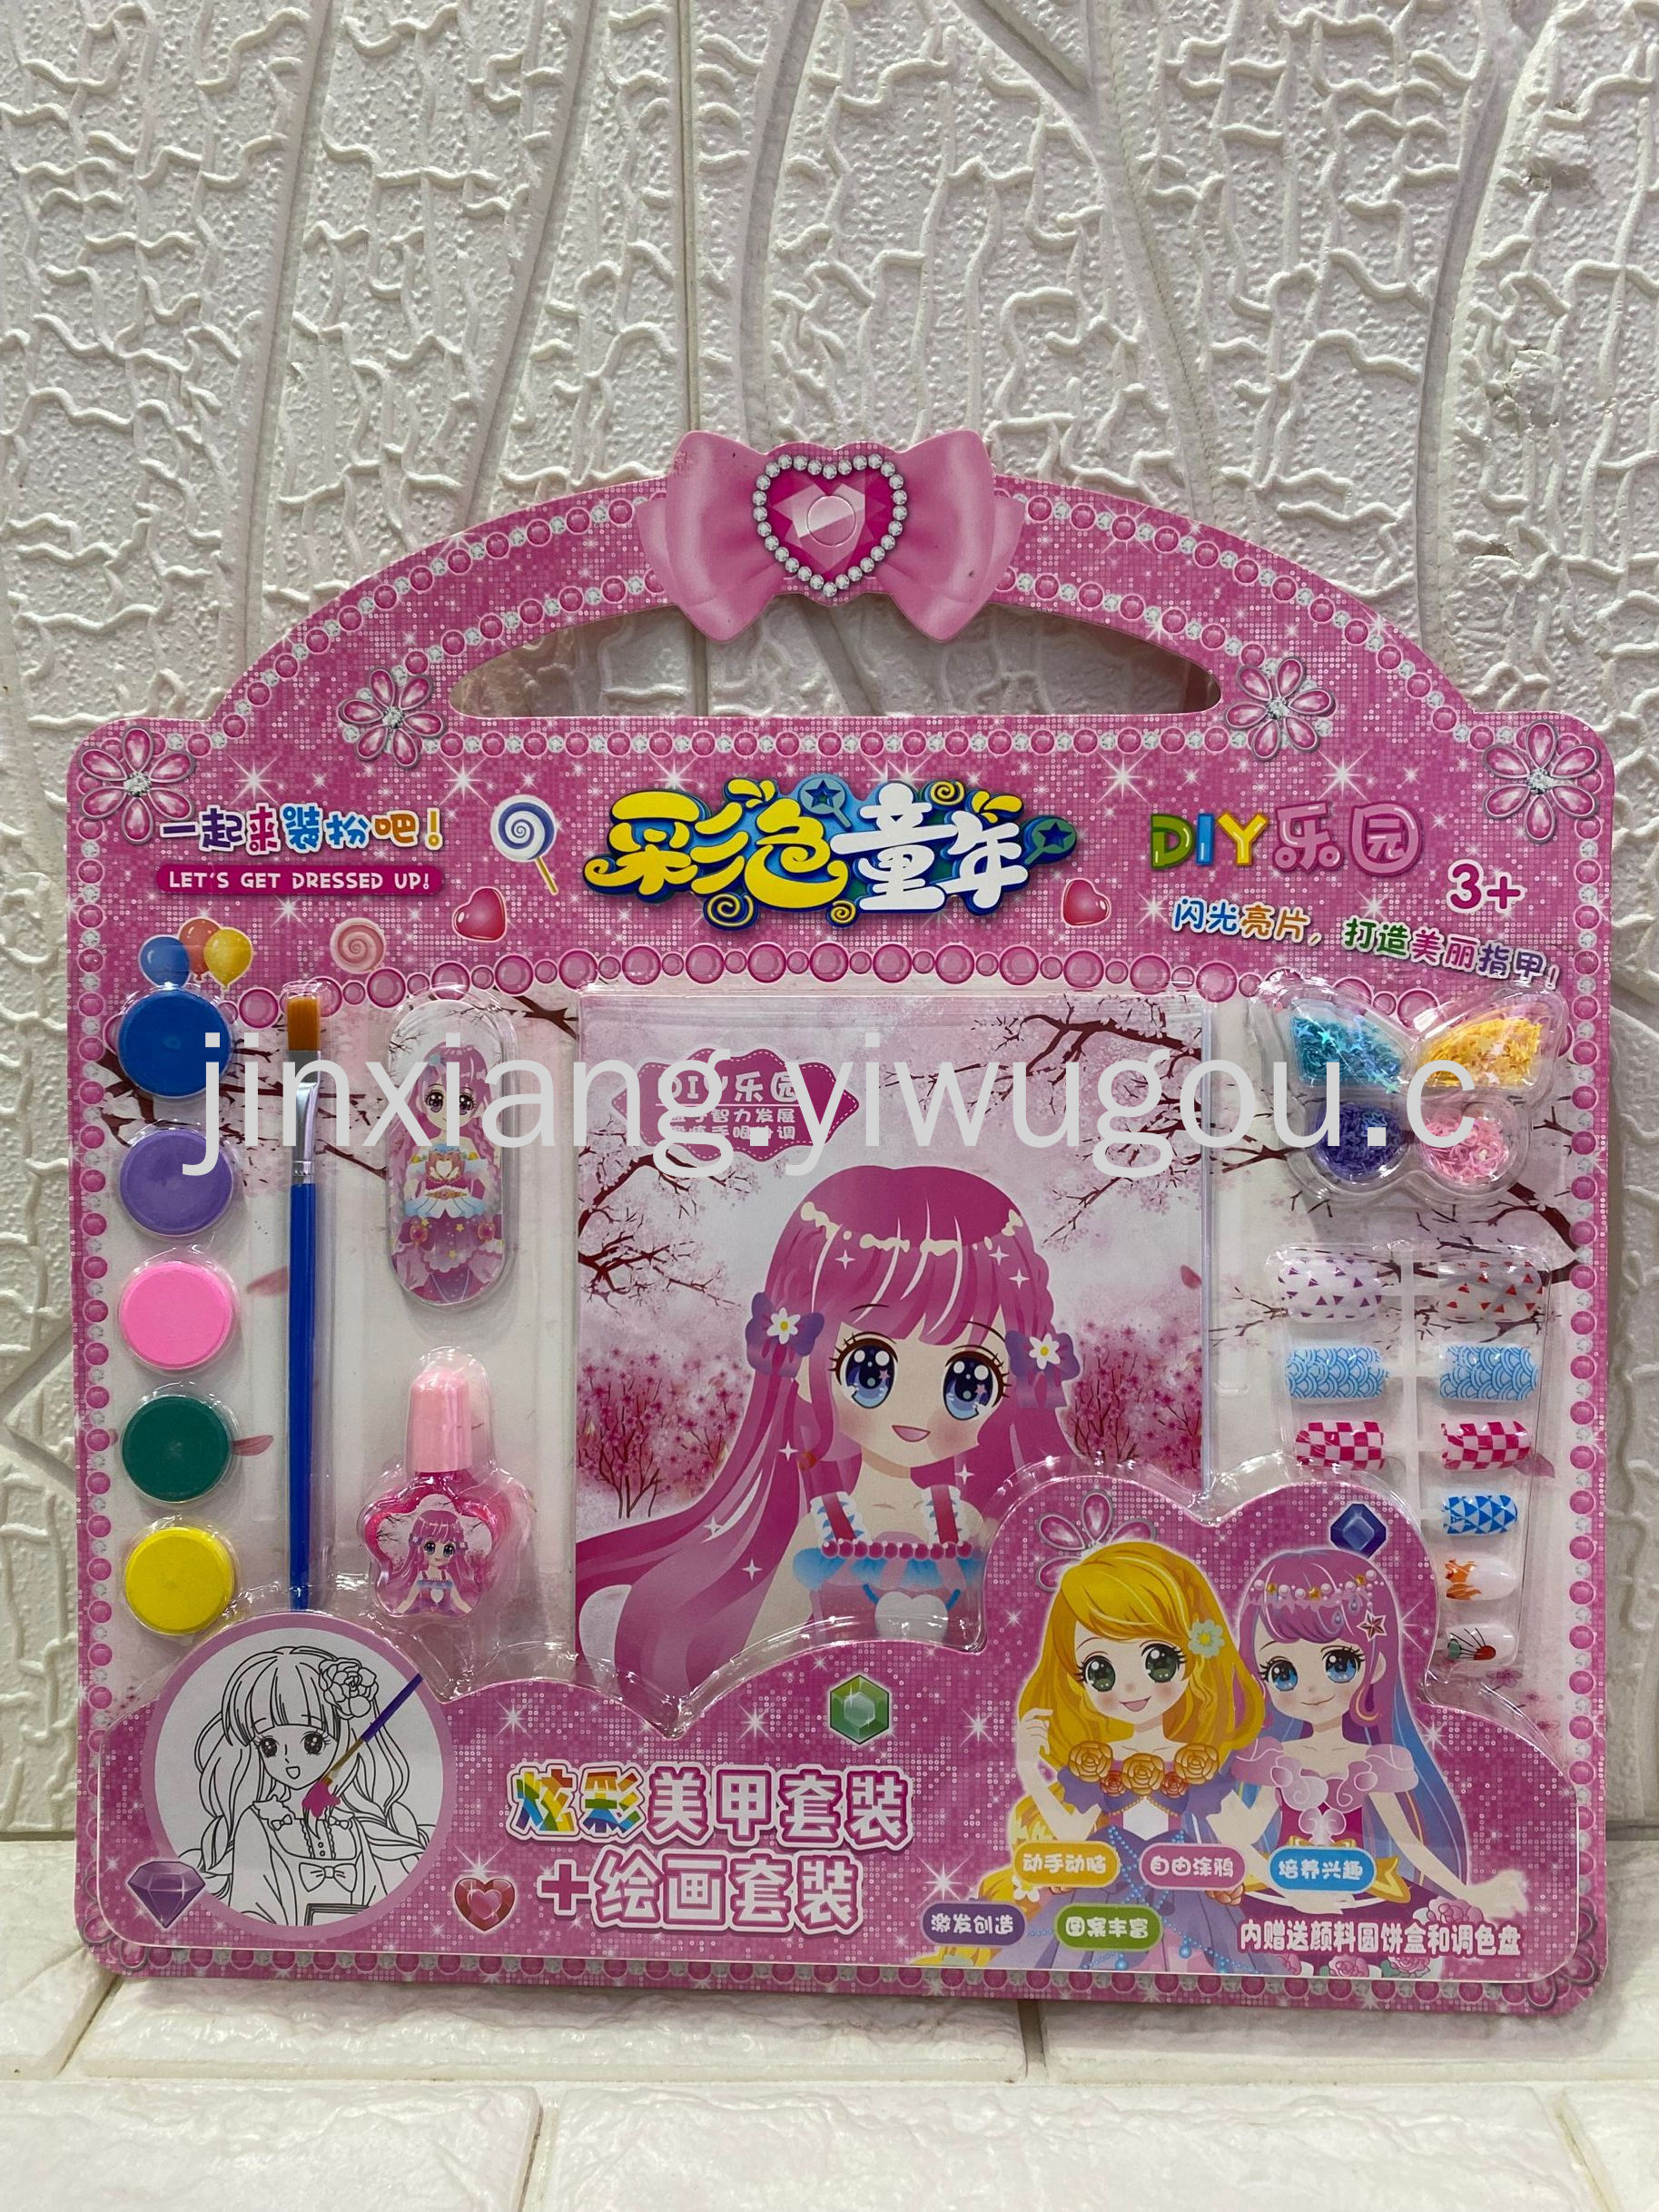 一起来装扮吧！
LET'S GET DRESSED UP!
彩色童年
DIY乐园
3+
闪光亮片，打造美丽指甲！
jinxiang.yiwugou.c
DIY乐园
智力发展
炫彩美甲套装
+绘画套装
动手动脑
自由涂鸦
培养兴趣
激发创造
图案丰富
内赠送颜料圆饼盒和调色盘